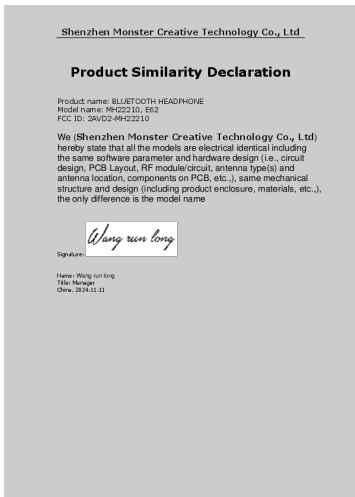 Shenzhen Monster Creative Technology Co., Ltd
Product Similarity Declaration
Product name: BLUETOOTH HEADPHONE
Model name: MH22210, E62
FCC ID: 2AVD2-MH22210
We (Shenzhen Monster Creative Technology Co., Ltd)
hereby state that all the models are electrical identical including
the same software parameter and hardware design (i.e., circuit
design, PCB Layout, RF module/circuit, antenna type(s) and
antenna location, components on PCB, etc.,), same mechanical
structure and design (including product enclosure, materials, etc.,),
the only difference is the model name
Wang run long
Signature:
Name: Wang run long
Title: Manager
China, 2024.11.11